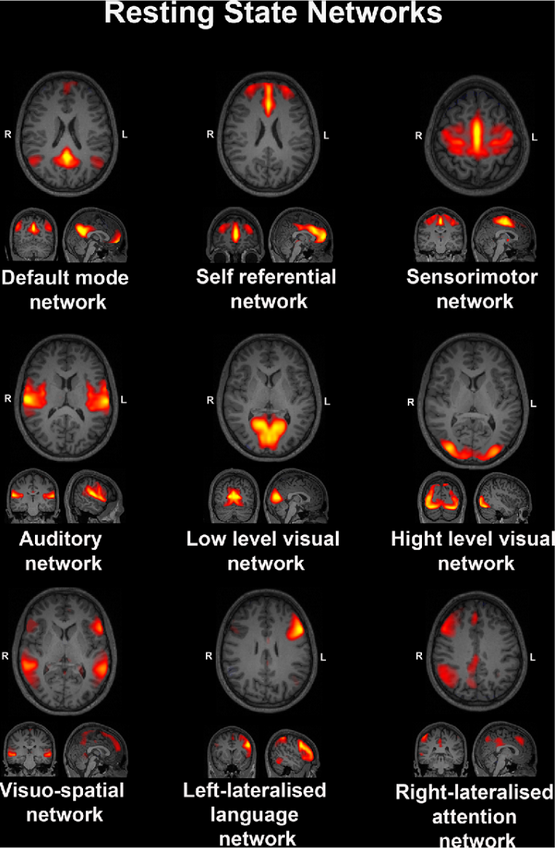 Resting State Networks
R
L
R
L
R
L
Default mode
network
Self referential
network
Sensorimotor
network
R
L
R
L
R
L
Auditory
network
Low level visual
network
Hight level visual
network
R
L
R
L
R
L
Visuo-spatial
network
Left-lateralised
language
network
Right-lateralised
attention
network